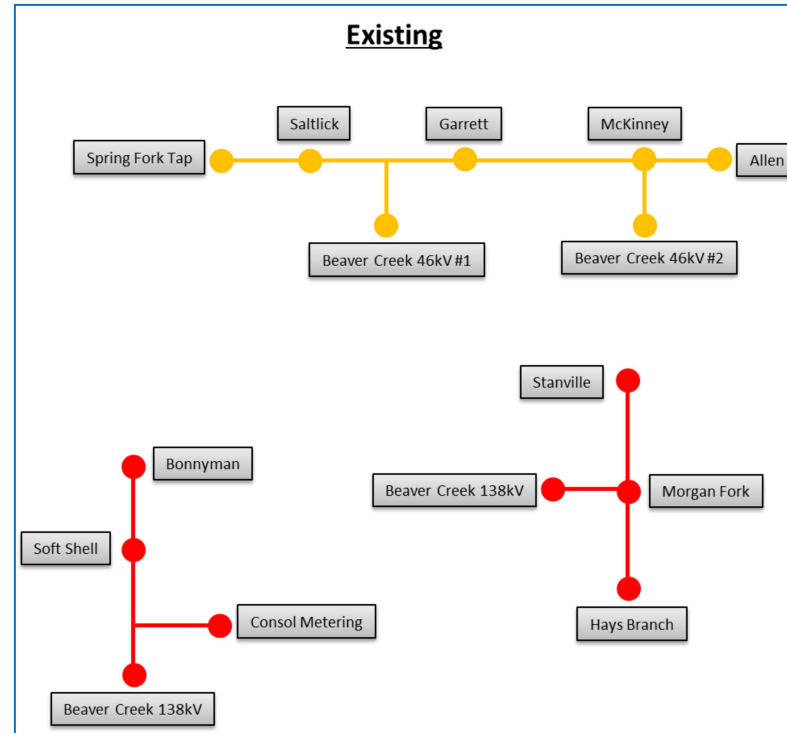 Existing
Saltlick
Garrett
McKinney
Spring Fork Tap
Allen
Beaver Creek 46kV #1
Beaver Creek 46kV #2
Stanville
Bonnyman
Beaver Creek 138kV
Morgan Fork
Soft Shell
Consol Metering
Hays Branch
Beaver Creek 138kV